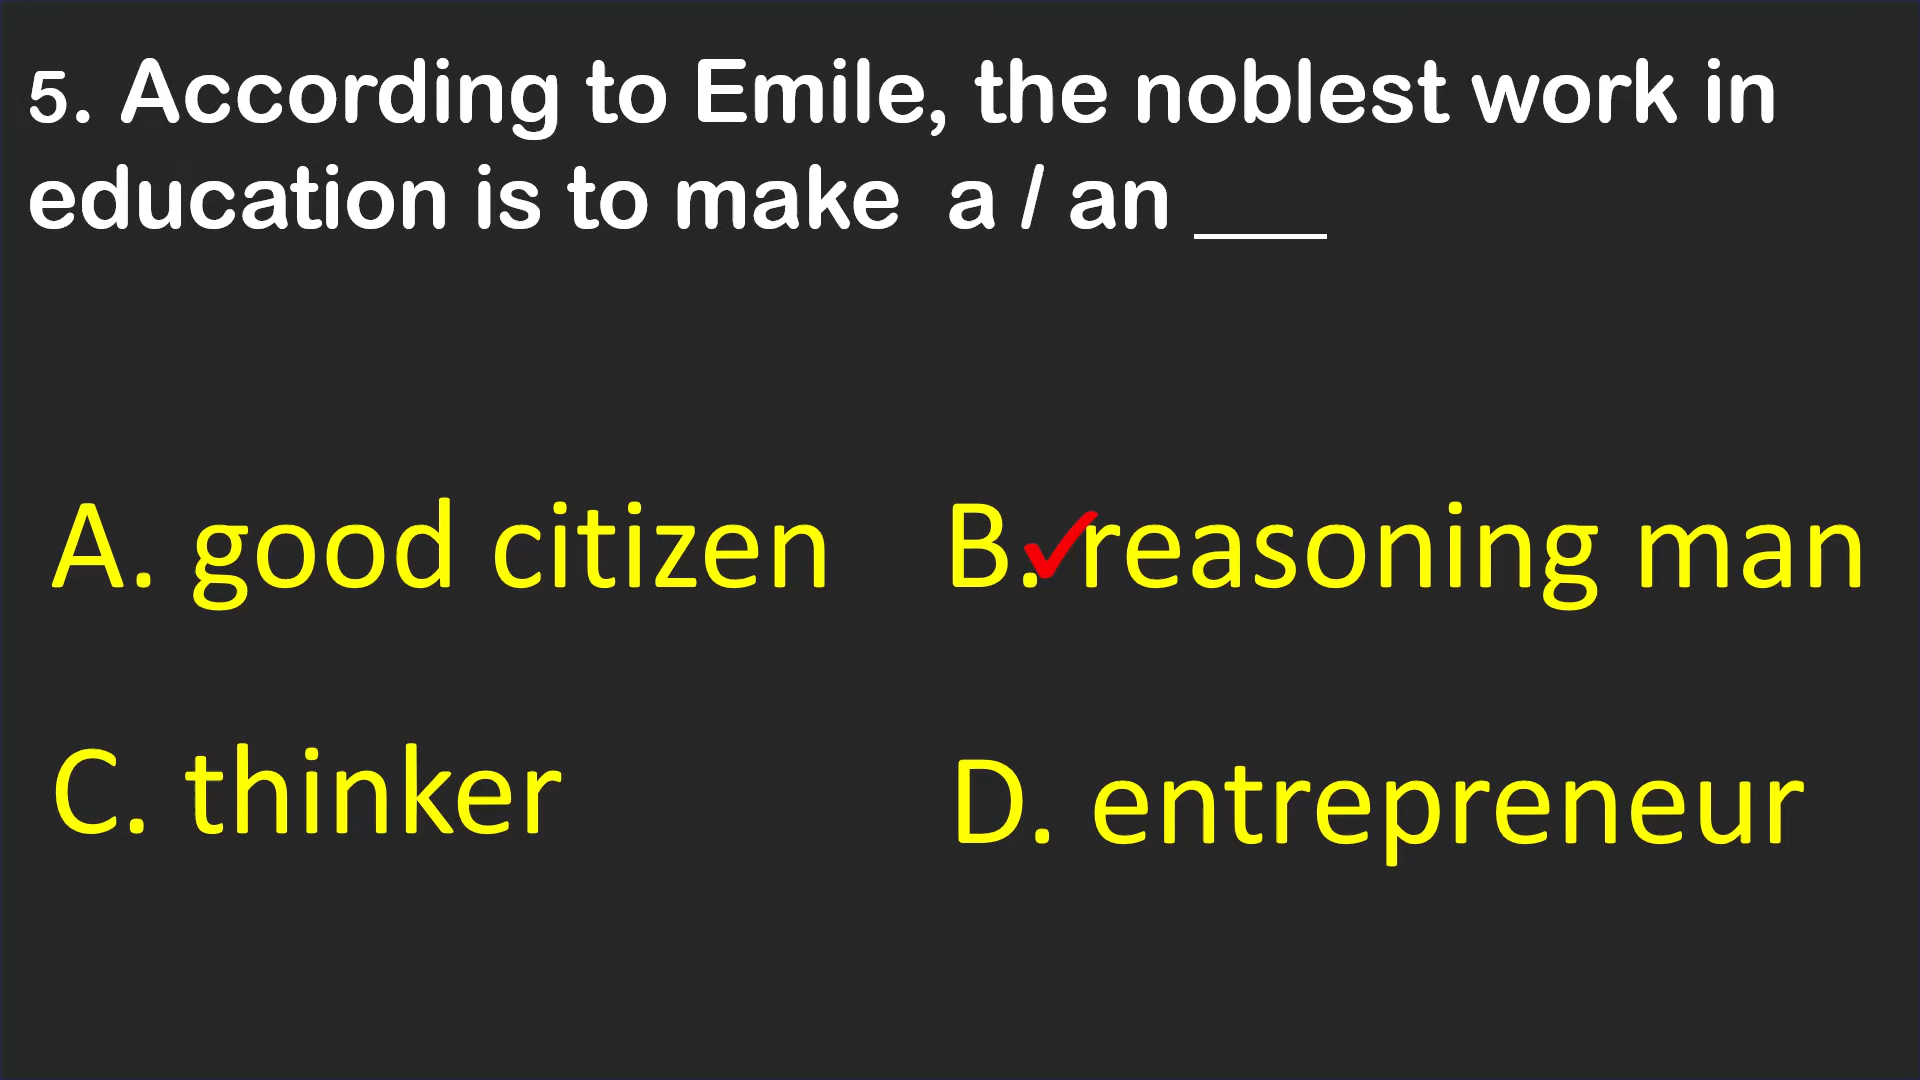 5. According to Emile, the noblest work in
education is to make  a / an ___
A. good citizen
B. reasoning man
C. thinker
D. entrepreneur